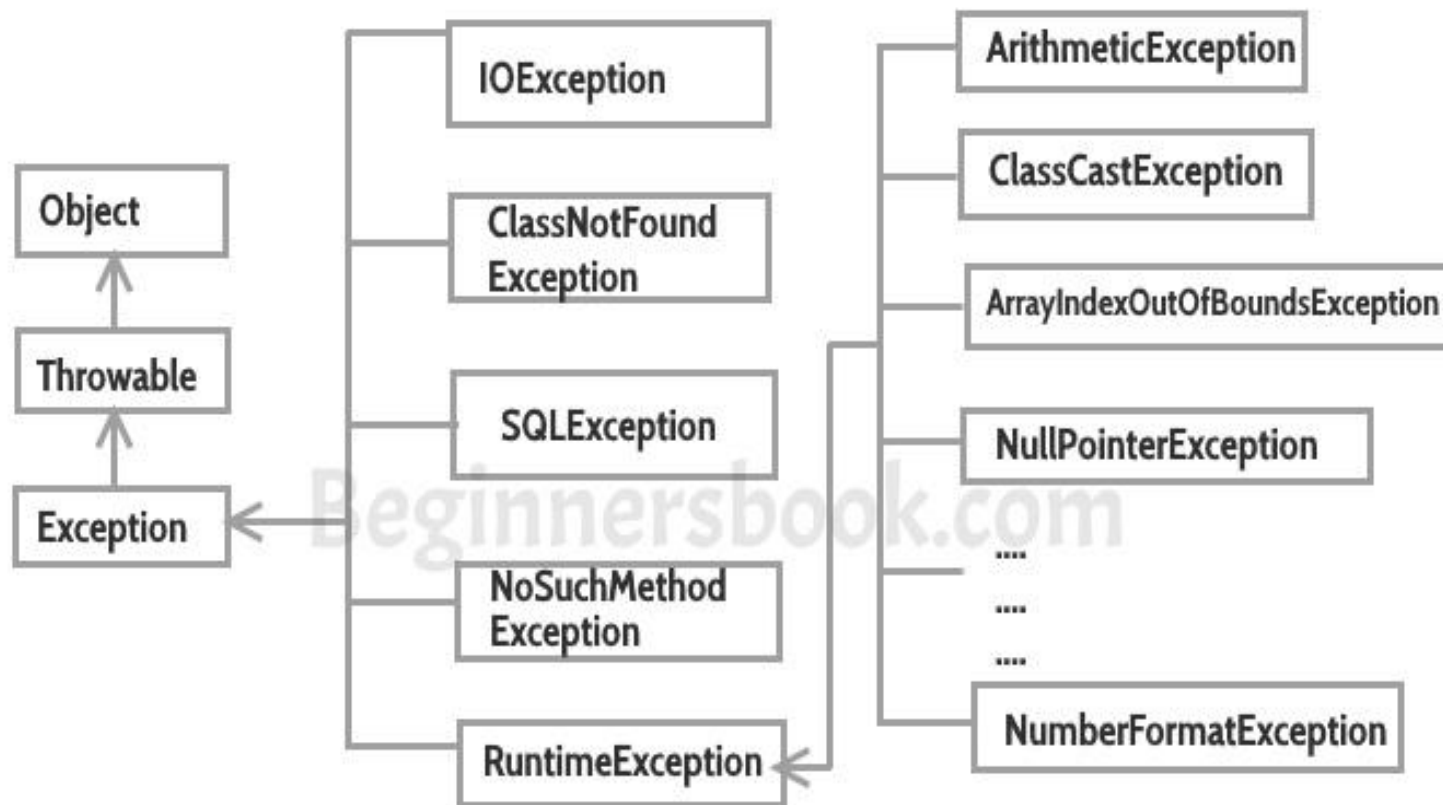 Object
Throwable
Exception
IOException
ClassNotFound
Exception
SQLException
NoSuchMethod
Exception
RuntimeException
ArithmeticException
ClassCastException
ArrayIndexOutOfBoundsException
NullPointerException
....
....
....
NumberFormatException
Beginnersbook.com